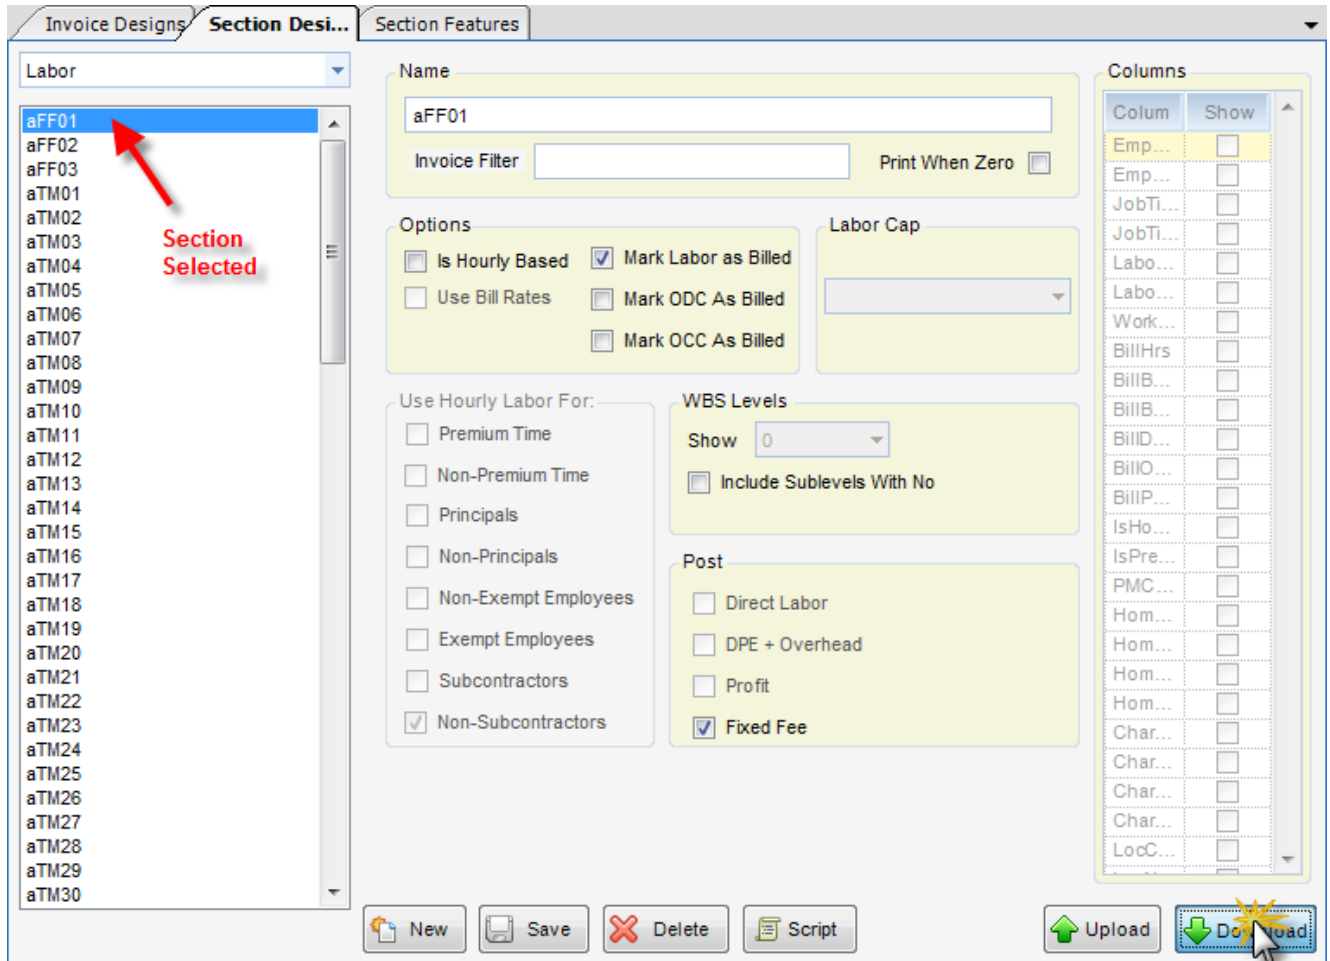 Invoice Designs
Section Desi...
Section Features
Labor
aFF01
aFF02
aFF03
aTM01
aTM02
aTM03
aTM04
aTM05
aTM06
aTM07
aTM08
aTM09
aTM10
aTM11
aTM12
aTM13
aTM14
aTM15
aTM16
aTM17
aTM18
aTM19
aTM20
aTM21
aTM22
aTM23
aTM24
aTM25
aTM26
aTM27
aTM28
aTM29
aTM30
Section
Selected
Name
aFF01
Invoice Filter
Print When Zero
Options
Is Hourly Based
Mark Labor as Billed
Use Bill Rates
Mark ODC As Billed
Mark OCC As Billed
Labor Cap
Use Hourly Labor For:
Premium Time
Non-Premium Time
Principals
Non-Principals
Non-Exempt Employees
Exempt Employees
Subcontractors
Non-Subcontractors
WBS Levels
Show 0
Include Sublevels With No
Post
Direct Labor
DPE + Overhead
Profit
Fixed Fee
Columns
Colum Show
Emp...
Emp...
JobTi...
JobTi...
Labo...
Labo...
Work...
BillHrs
BillB...
BillB...
BillD...
BillO...
BillP...
IsHo...
IsPre...
PMC...
Hom...
Hom...
Hom...
Hom...
Char...
Char...
Char...
Char...
LocC...
New
Save
Delete
Script
Upload
Download